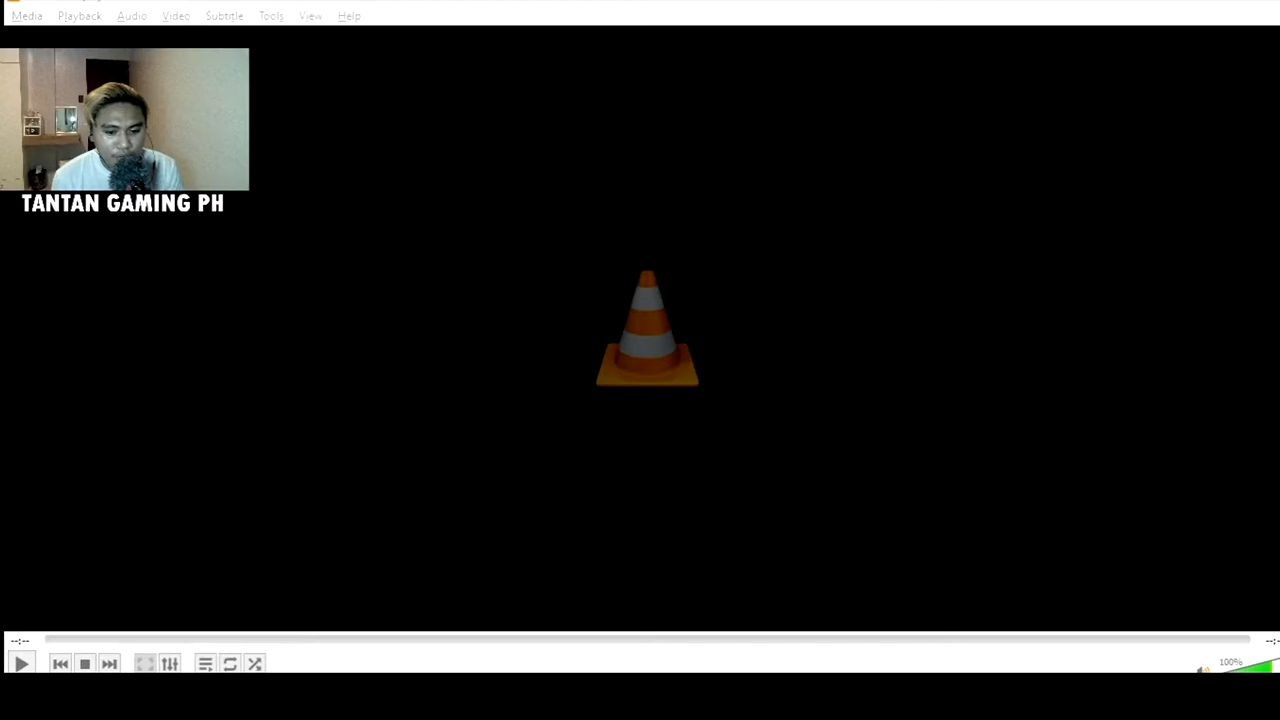 Media Playback Audio Video Subtitle Tools View Help
TANTAN GAMING PH
--:-- --:--
100%